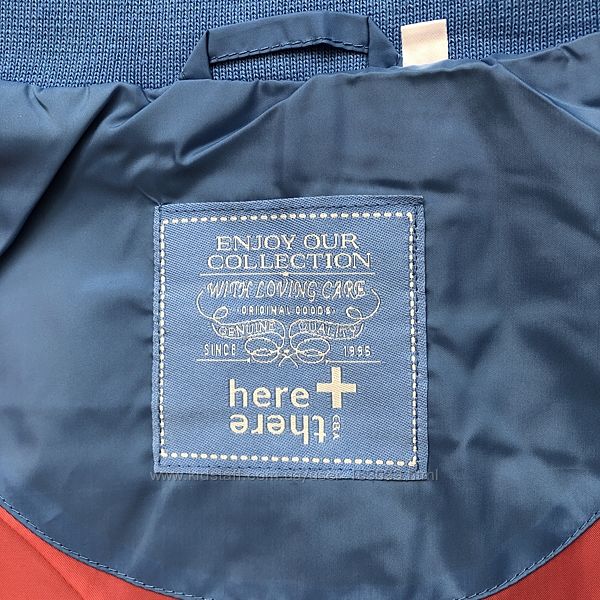 ENJOY OUR
COLLECTION
WITH LOVING CARE
ORIGINAL GOODS
GENUINE QUALITY
SINCE 1996
here +
there
C&A